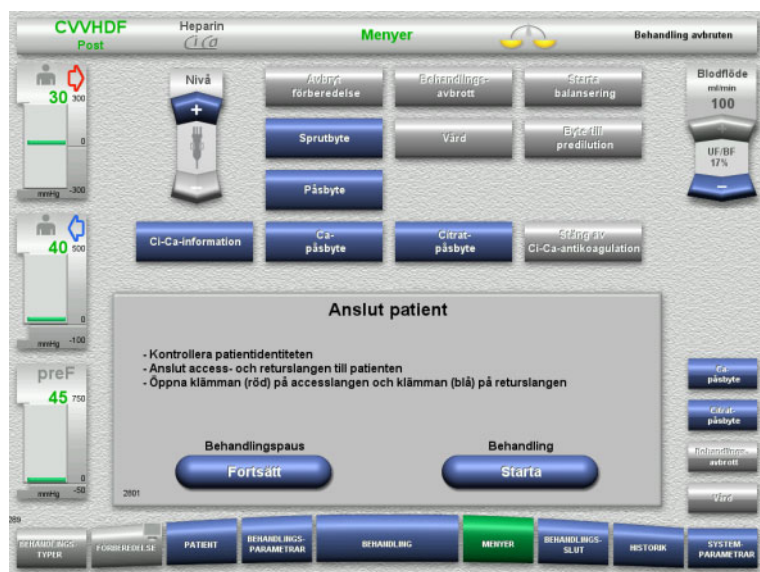 CVVHDF
Post
Heparin
CiCa
Menyer
Behandling avbruten
30
300
0
mmHg -300
40
500
0
mmHg -100
preF
45
750
0
mmHg -50
Nivå
+
Avbryt
förberedelse
Behandlings-
avbrott
Starta
balansering
Sprutbyte
Vård
Byte till
predilution
Påsbyte
Ci-Ca-information
Ca-
påsbyte
Citrat-
påsbyte
Stäng av
Ci-Ca-antikoagulation
Blodflöde
ml/min
100
+
UF/BF
17%
−
Anslut patient
- Kontrollera patientidentiteten
- Anslut access- och returslangen till patienten
- Öppna klämman (röd) på accesslangen och klämman (blå) på returslangen
Behandlingspaus
Fortsätt
Behandling
Starta
2801
Ca-
påsbyte
Citrat-
påsbyte
Behandlings-
avbrott
Vård
289
BEHANDLINGS-
TYPER
FÖRBEREDELSE
PATIENT
BEHANDLINGS-
PARAMETRAR
BEHANDLING
MENYER
BEHANDLINGS-
SLUT
HISTORIK
SYSTEM-
PARAMETRAR